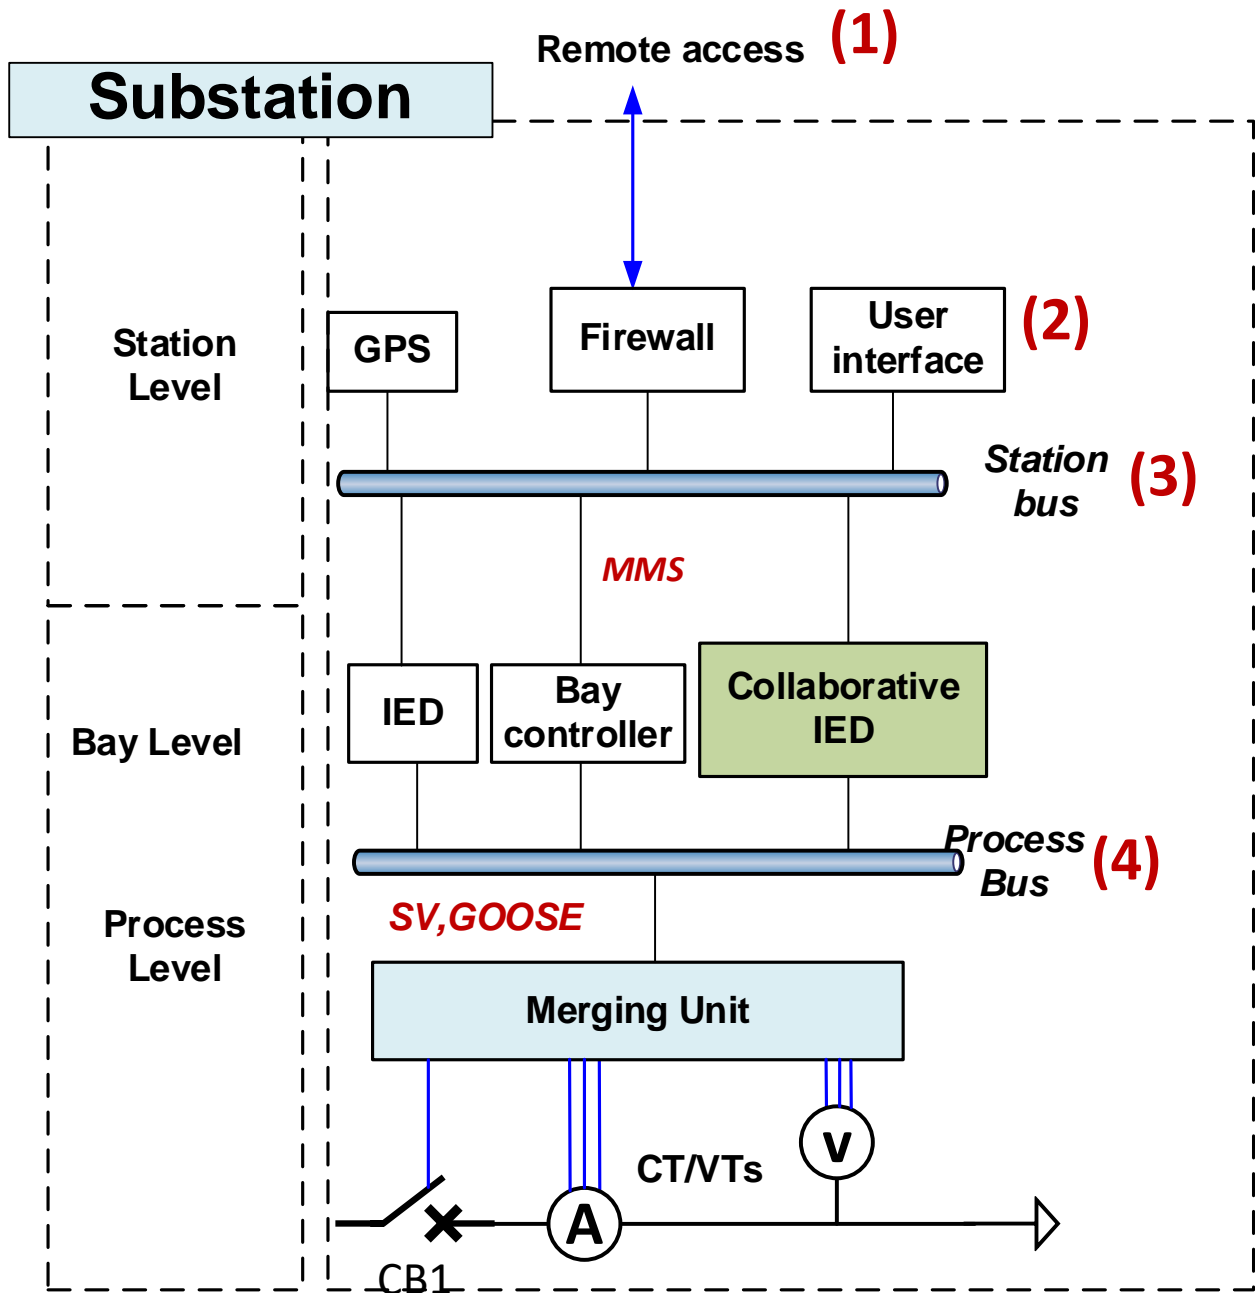 Remote access (1)
Substation
Station
Level
GPS
Firewall
User
interface
(2)
Station
bus
(3)
MMS
Bay Level
IED
Bay
controller
Collaborative
IED
Process
Bus
(4)
SV,GOOSE
Process
Level
Merging Unit
CT/VTs
V
A
CB1